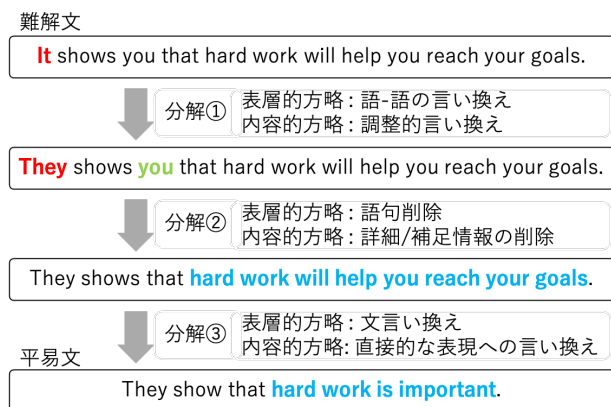 難解文
It shows you that hard work will help you reach your goals.
分解① 表層的方略 : 語-語の言い換え
内容的方略 : 調整的言い換え
They shows you that hard work will help you reach your goals.
分解② 表層的方略 : 語句削除
内容的方略 : 詳細/補足情報の削除
They shows that hard work will help you reach your goals.
分解③ 表層的方略 : 文言い換え
内容的方略: 直接的な表現への言い換え
平易文
They show that hard work is important.